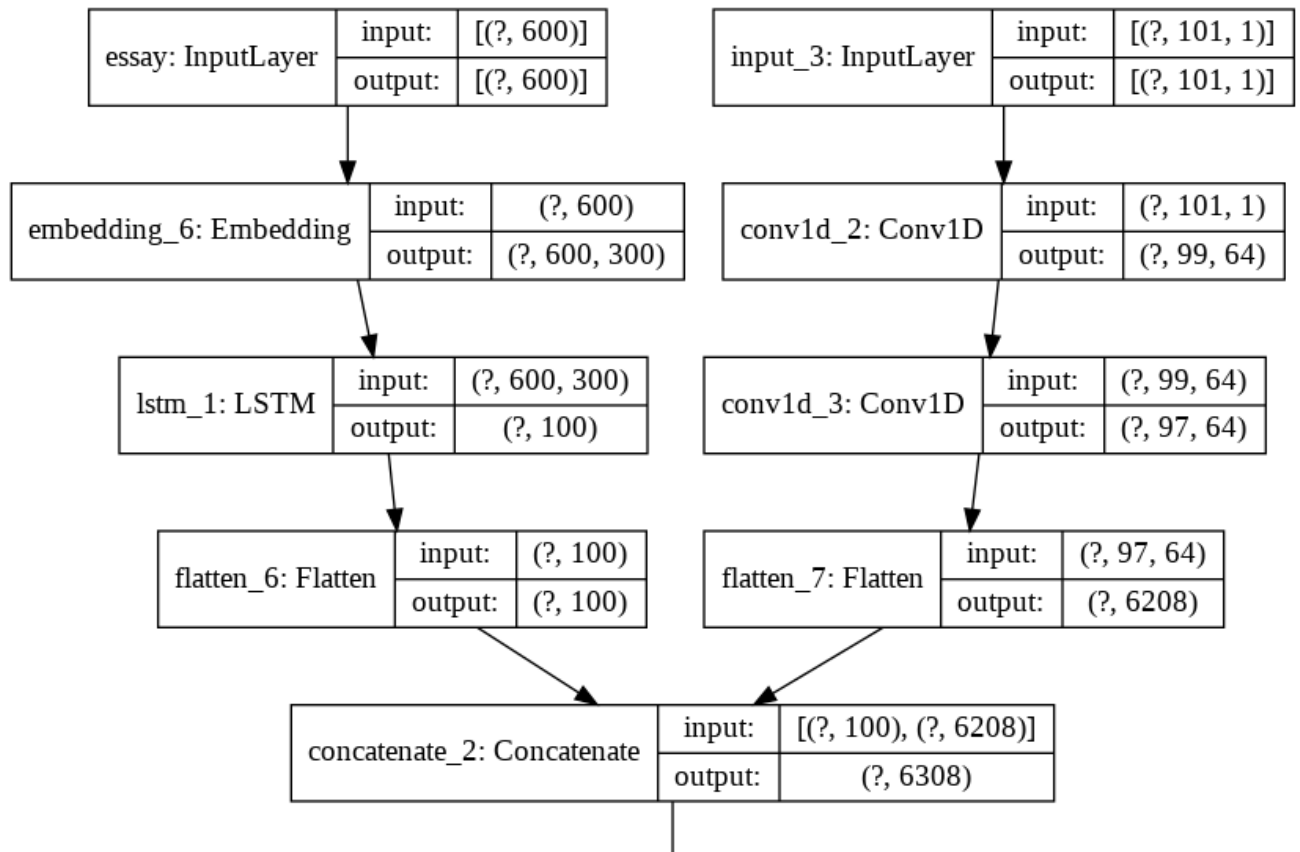 essay: InputLayer
input: [(?, 600)]
output: [(?, 600)]
input_3: InputLayer
input: [(?, 101, 1)]
output: [(?, 101, 1)]
embedding_6: Embedding
input: (?, 600)
output: (?, 600, 300)
conv1d_2: Conv1D
input: (?, 101, 1)
output: (?, 99, 64)
lstm_1: LSTM
input: (?, 600, 300)
output: (?, 100)
conv1d_3: Conv1D
input: (?, 99, 64)
output: (?, 97, 64)
flatten_6: Flatten
input: (?, 100)
output: (?, 100)
flatten_7: Flatten
input: (?, 97, 64)
output: (?, 6208)
concatenate_2: Concatenate
input: [(?, 100), (?, 6208)]
output: (?, 6308)